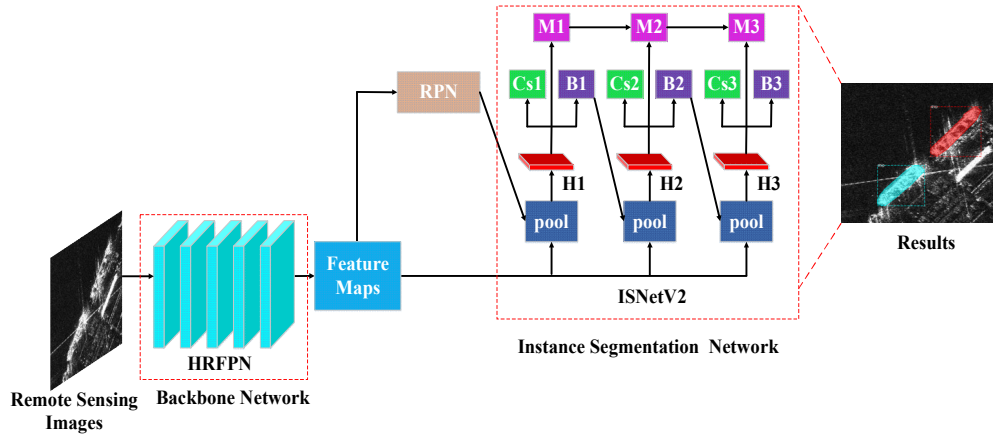 M1
M2
M3
RPN
Cs1
B1
Cs2
B2
Cs3
B3
H1
H2
H3
pool
pool
pool
Feature
Maps
Results
ISNetV2
HRFPN
Instance Segmentation Network
Backbone Network
Remote Sensing
Images